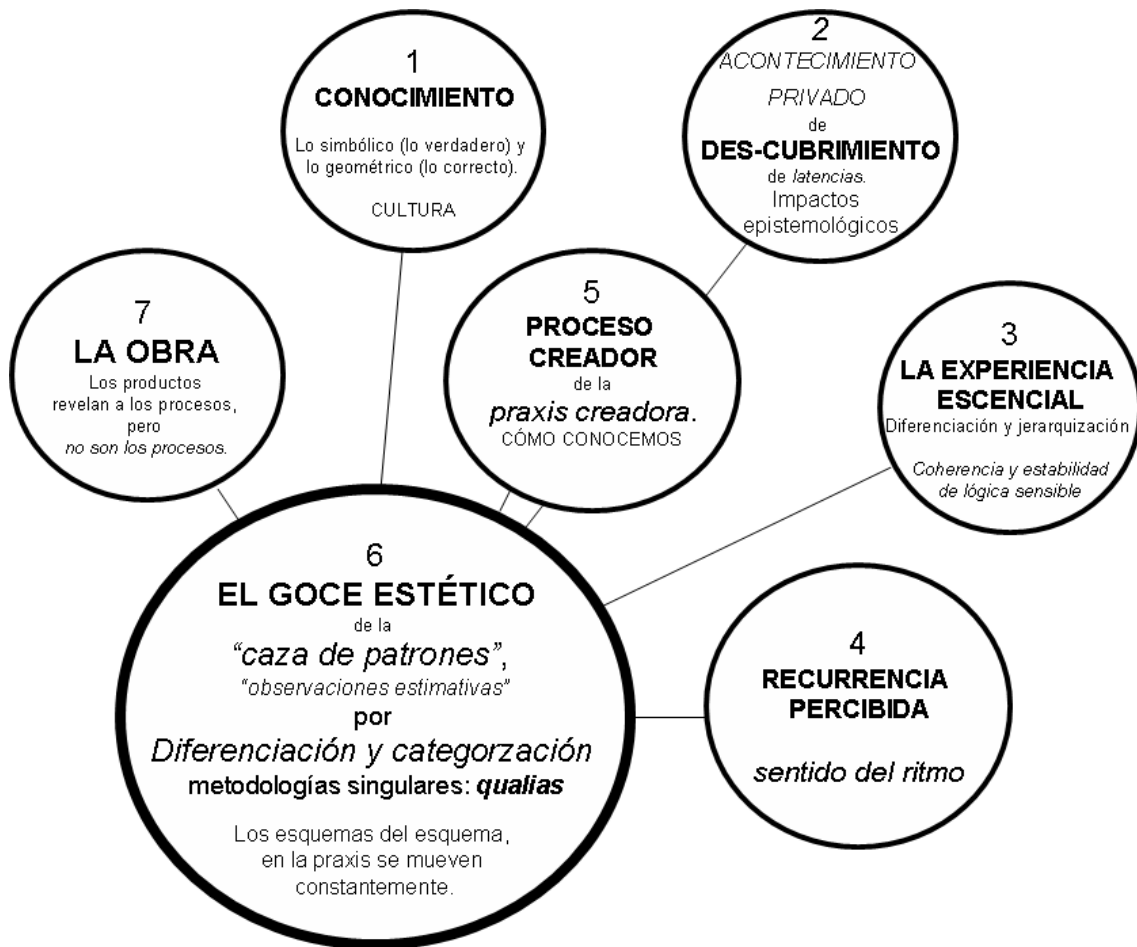 1
CONOCIMIENTO
Lo simbólico (lo verdadero) y
lo geométrico (lo correcto).
CULTURA
2
ACONTECIMIENTO
PRIVADO
de
DES-CUBRIMIENTO
de latencias.
Impactos
epistemológicos
3
LA EXPERIENCIA
ESCENCIAL
Diferenciación y jerarquización
Coherencia y estabilidad
de lógica sensible
4
RECURRENCIA
PERCIBIDA
sentido del ritmo
5
PROCESO
CREADOR
de la
praxis creadora.
CÓMO CONOCEMOS
6
EL GOCE ESTÉTICO
de la
“caza de patrones”,
“observaciones estimativas”
por
Diferenciación y categorzación
metodologías singulares: qualias
Los esquemas del esquema,
en la praxis se mueven
constantemente.
7
LA OBRA
Los productos
revelan a los procesos,
pero
no son los procesos.